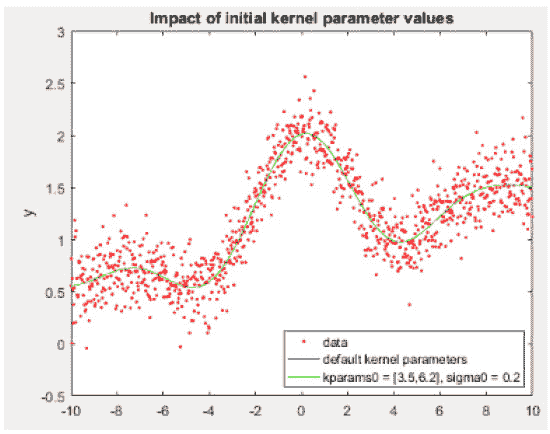 Impact of initial kernel parameter values
3
2.5
2
1.5
1
0.5
0
-0.5
y
-10 -8 -6 -4 -2 0 2 4 6 8 10
data
default kernel parameters
kparams0 = [3.5,6.2], sigma0 = 0.2